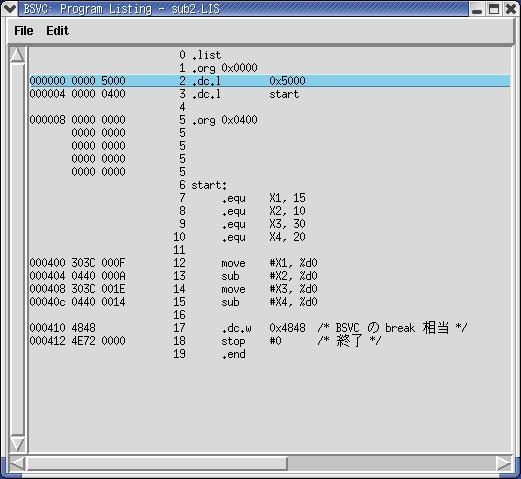 BSVC: Program Listing - sub2.LIS
File Edit
0 .list
1 .org 0x0000
000000 0000 5000 2 .dc.l 0x5000
000004 0000 0400 3 .dc.l start
4
000008 0000 0000 5 .org 0x0400
0000 0000 5
0000 0000 5
0000 0000 5
0000 0000 5
6 start:
7 .equ X1, 15
8 .equ X2, 10
9 .equ X3, 30
10 .equ X4, 20
11
000400 303C 000F 12 move #X1, %d0
000404 0440 000A 13 sub #X2, %d0
000408 303C 001E 14 move #X3, %d0
00040c 0440 0014 15 sub #X4, %d0
16
000410 4848 17 .dc.w 0x4848 /* BSVC の break 相当 */
000412 4E72 0000 18 stop #0 /* 終了 */
19 .end